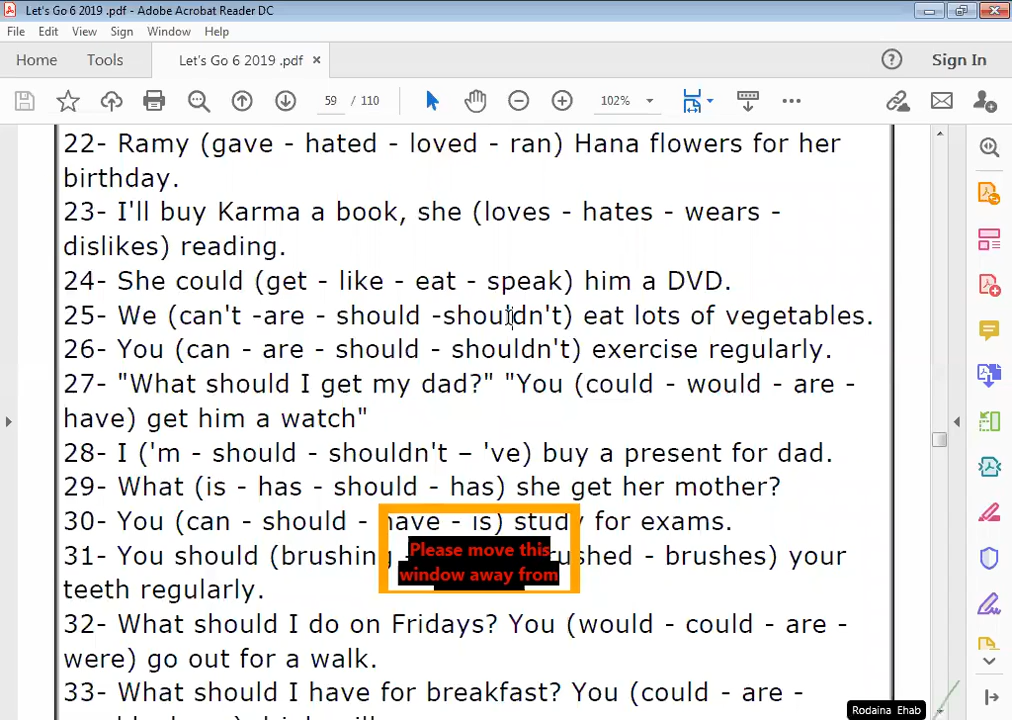 Let's Go 6 2019 .pdf - Adobe Acrobat Reader DC
File Edit View Sign Window Help
Home Tools Let's Go 6 2019 .pdf × Sign In
59 / 110 102%
22- Ramy (gave - hated - loved - ran) Hana flowers for her
birthday.
23- I'll buy Karma a book, she (loves - hates - wears -
dislikes) reading.
24- She could (get - like - eat - speak) him a DVD.
25- We (can't -are - should -shouldn't) eat lots of vegetables.
26- You (can - are - should - shouldn't) exercise regularly.
27- "What should I get my dad?" "You (could - would - are -
have) get him a watch"
28- I ('m - should - shouldn't – 've) buy a present for dad.
29- What (is - has - should - has) she get her mother?
30- You (can - should - have - is) study for exams.
Please move this
window away from
31- You should (brushing - brushes) your
teeth regularly.
32- What should I do on Fridays? You (would - could - are -
were) go out for a walk.
33- What should I have for breakfast? You (could - are -
Rodaina Ehab